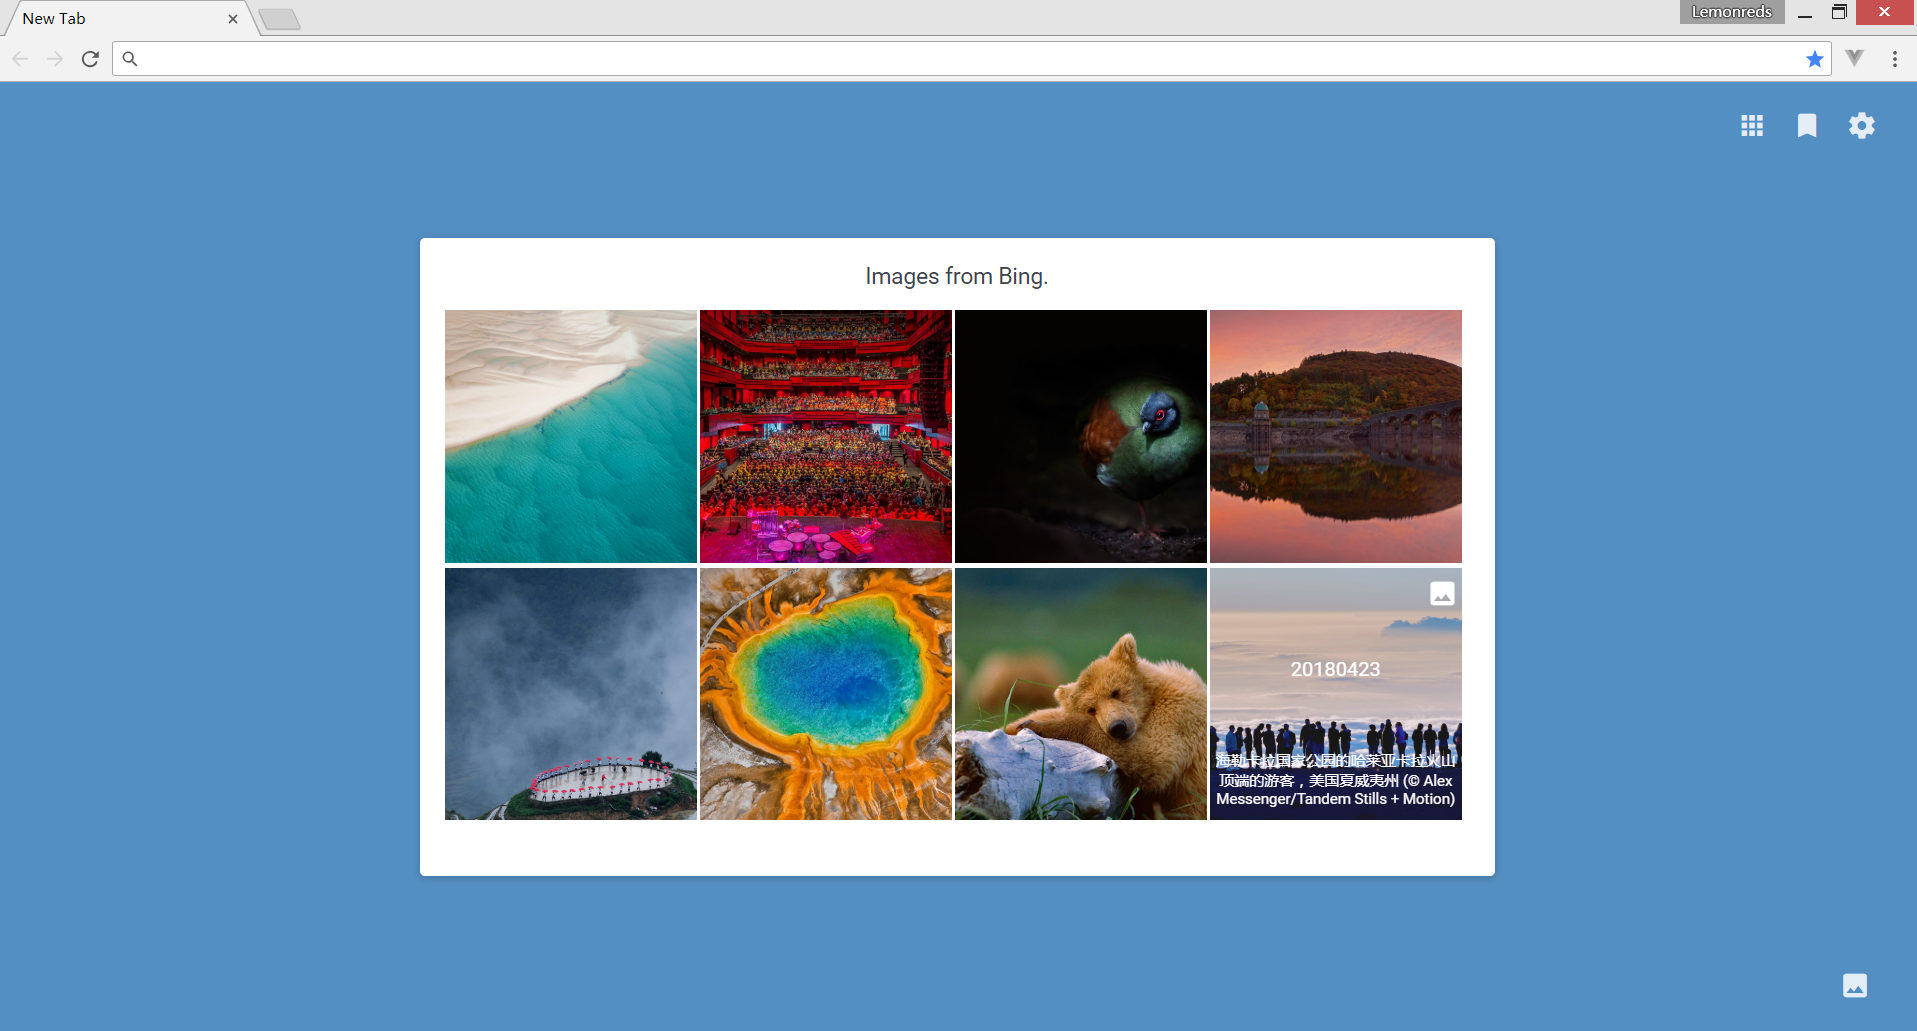 New Tab
Lemonreds
Images from Bing.
20180423
海勒卡拉国家公园的哈莱亚卡拉火山
顶端的游客，美国夏威夷州 (© Alex
Messenger/Tandem Stills + Motion)